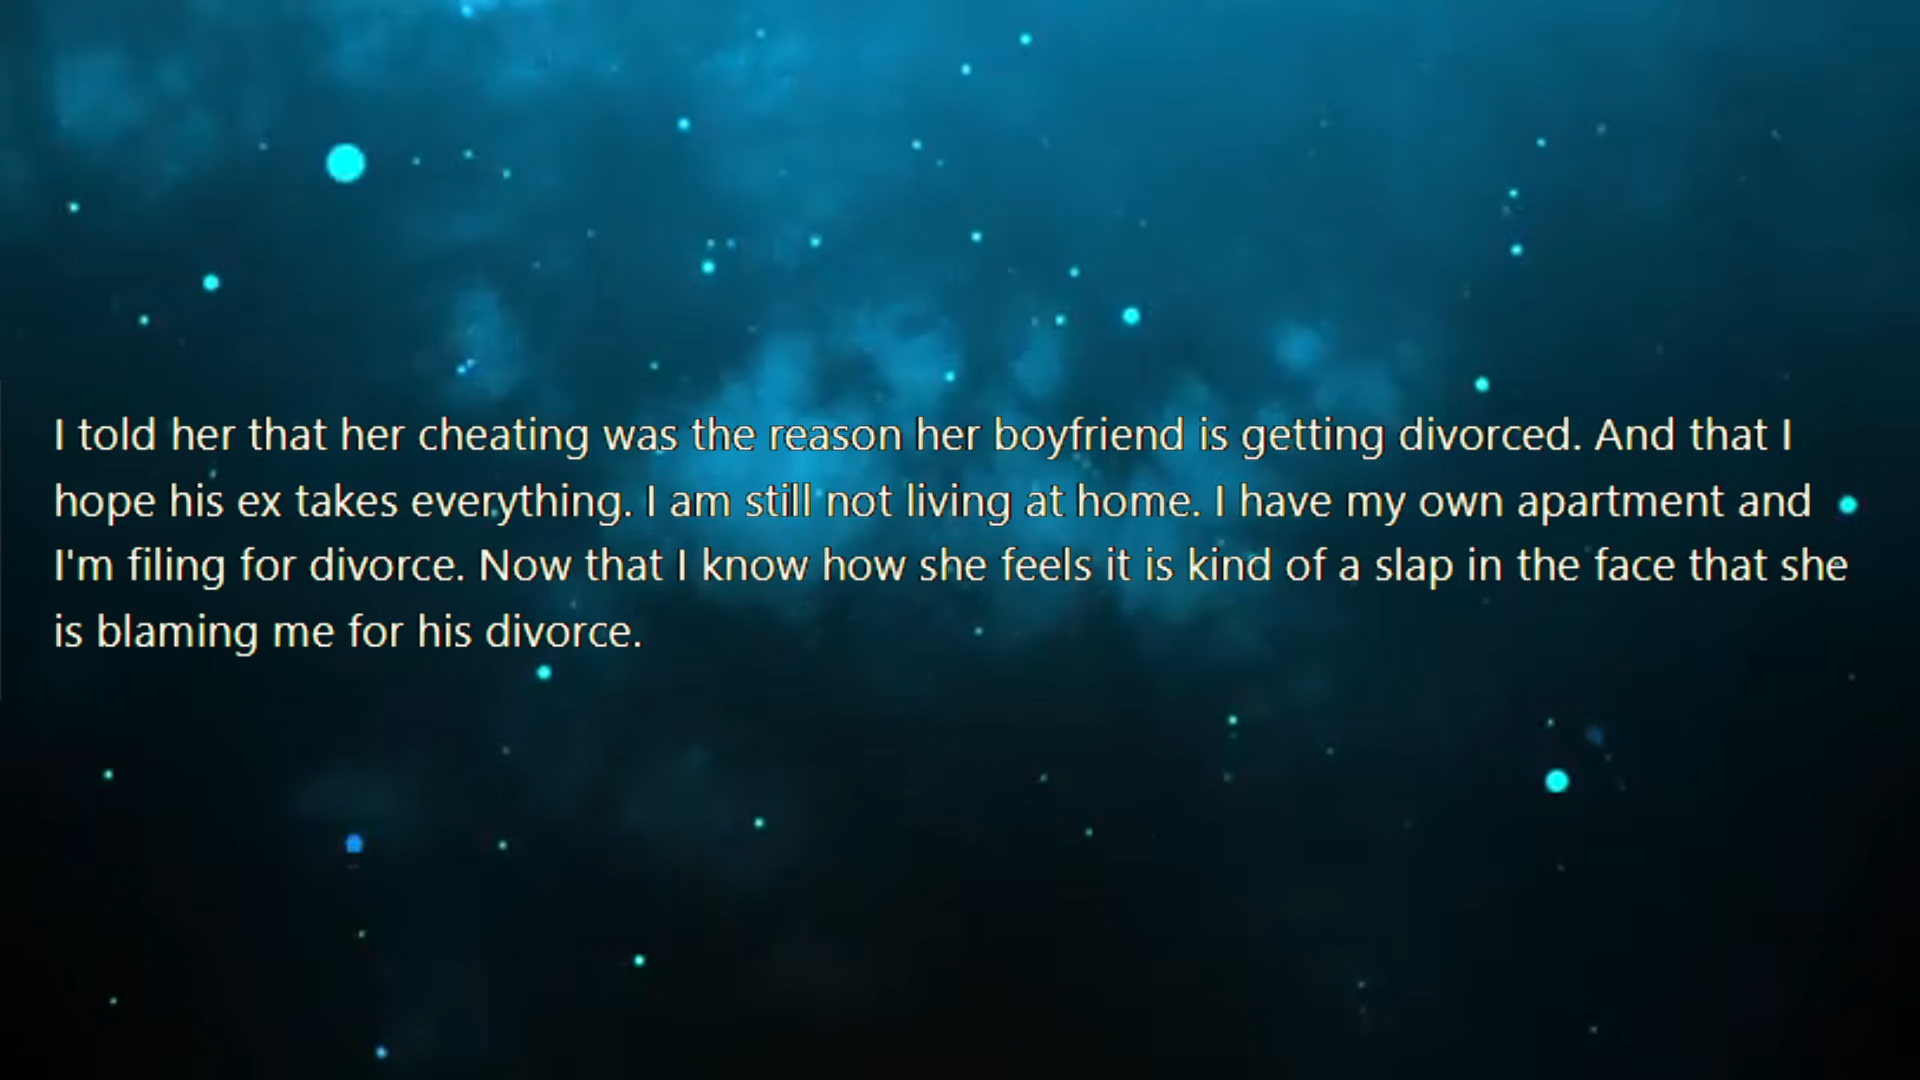 I told her that her cheating was the reason her boyfriend is getting divorced. And that I
hope his ex takes everything. I am still not living at home. I have my own apartment and
I'm filing for divorce. Now that I know how she feels it is kind of a slap in the face that she
is blaming me for his divorce.